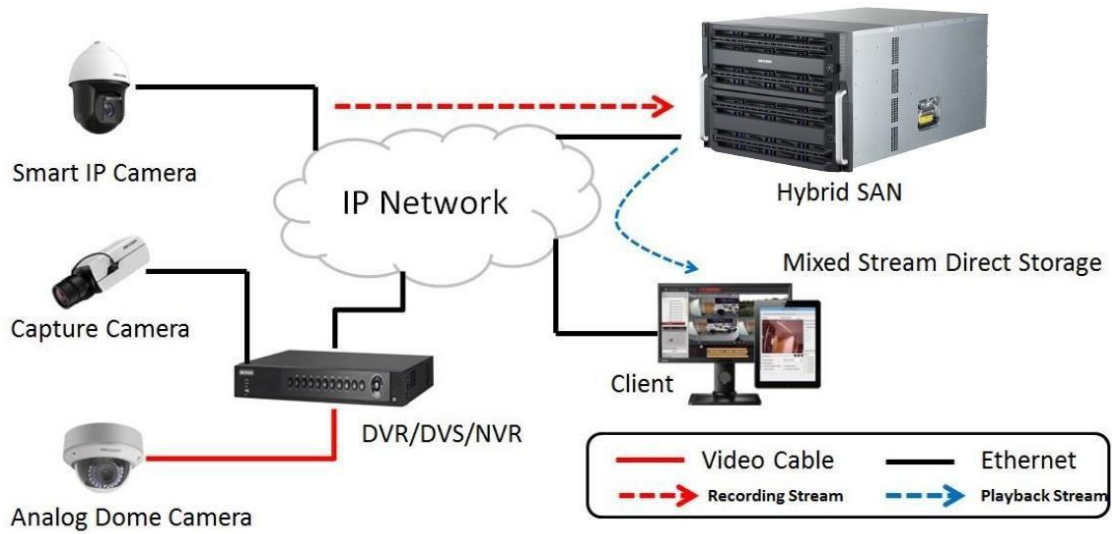 Smart IP Camera
IP Network
Hybrid SAN
Mixed Stream Direct Storage
Capture Camera
Client
DVR/DVS/NVR
Analog Dome Camera
Video Cable
Ethernet
Recording Stream
Playback Stream